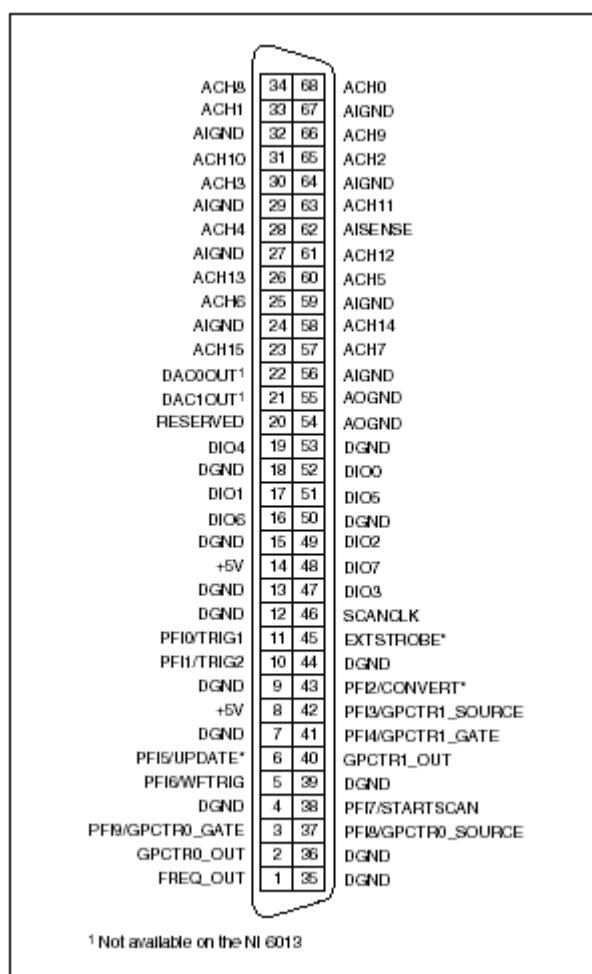 ACH8 34 68 ACH0
ACH1 33 67 AIGND
AIGND 32 66 ACH9
ACH10 31 65 ACH2
ACH3 30 64 AIGND
AIGND 29 63 ACH11
ACH4 28 62 AISENSE
AIGND 27 61 ACH12
ACH13 26 60 ACH5
ACH6 25 59 AIGND
AIGND 24 58 ACH14
ACH15 23 57 ACH7
DAC0OUT¹ 22 56 AIGND
DAC1OUT¹ 21 55 AOGND
RESERVED 20 54 AOGND
DIO4 19 53 DGND
DGND 18 52 DIO0
DIO1 17 51 DIO5
DIO6 16 50 DGND
DGND 15 49 DIO2
+5V 14 48 DIO7
DGND 13 47 DIO3
DGND 12 46 SCANCLK
PFI0/TRIG1 11 45 EXTSTROBE*
PFI1/TRIG2 10 44 DGND
DGND 9 43 PFI2/CONVERT*
+5V 8 42 PFI3/GPCTR1_SOURCE
DGND 7 41 PFI4/GPCTR1_GATE
PFI5/UPDATE* 6 40 GPCTR1_OUT
PFI6/WFTRIG 5 39 DGND
DGND 4 38 PFI7/STARTSCAN
PFI9/GPCTR0_GATE 3 37 PFI8/GPCTR0_SOURCE
GPCTR0_OUT 2 36 DGND
FREQ_OUT 1 35 DGND
¹ Not available on the NI 6013